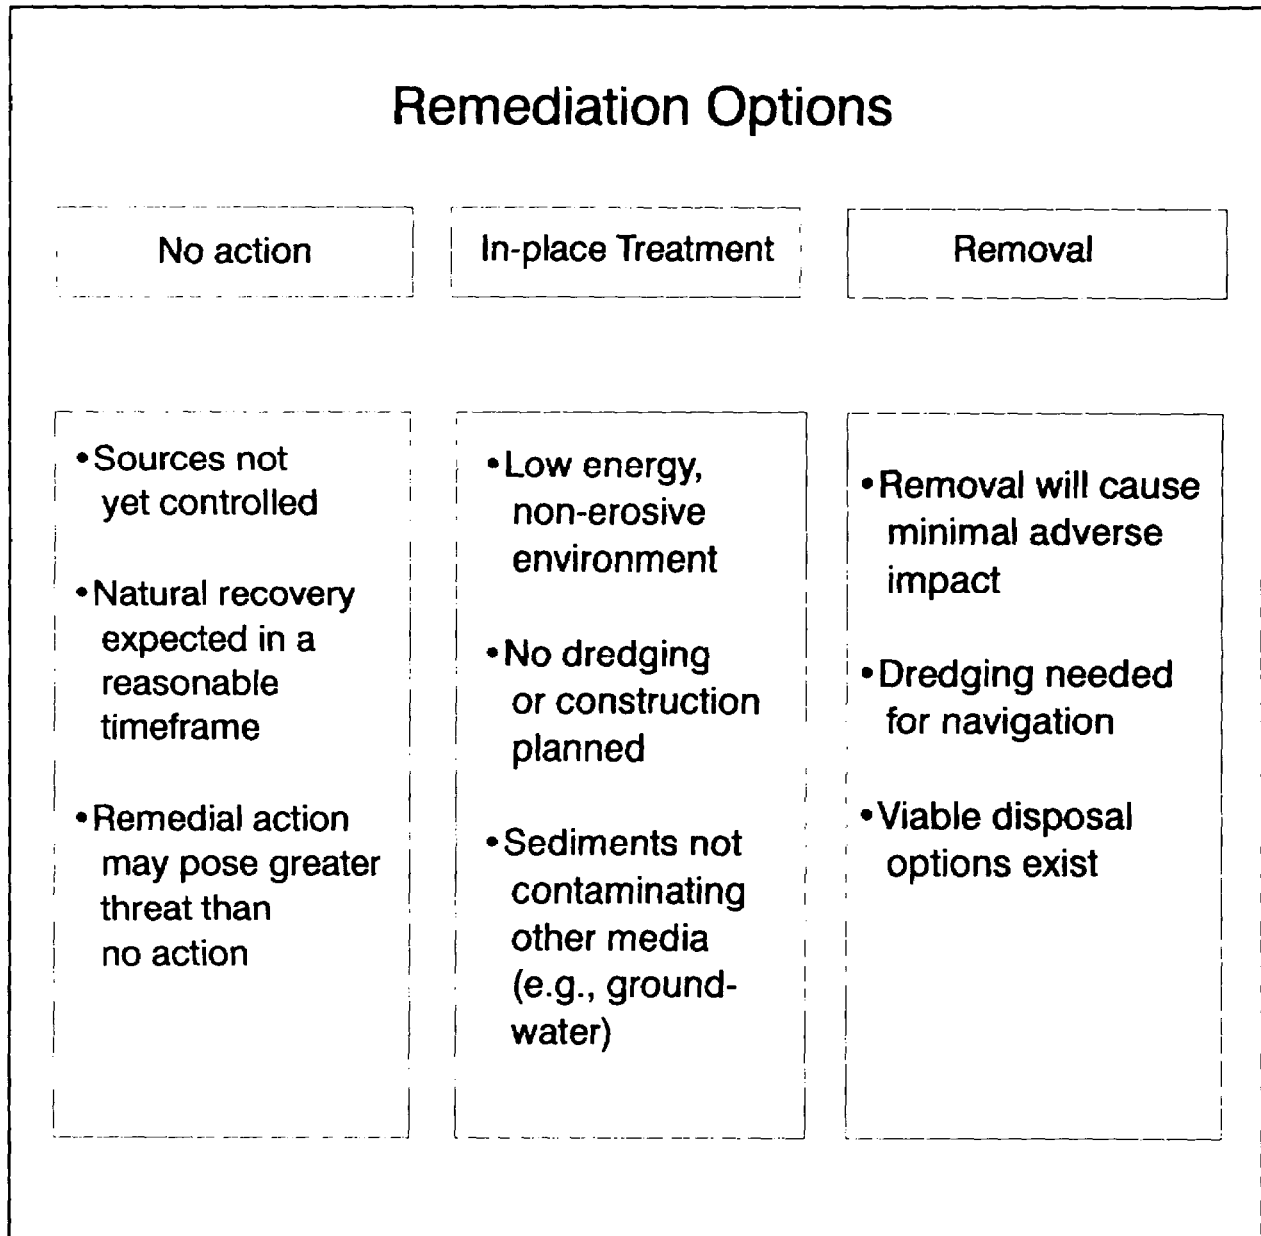 Remediation Options
No action
In-place Treatment
Removal
•Sources not
yet controlled
•Natural recovery
expected in a
reasonable
timeframe
•Remedial action
may pose greater
threat than
no action
•Low energy,
non-erosive
environment
•No dredging
or construction
planned
•Sediments not
contaminating
other media
(e.g., ground-
water)
•Removal will cause
minimal adverse
impact
•Dredging needed
for navigation
•Viable disposal
options exist